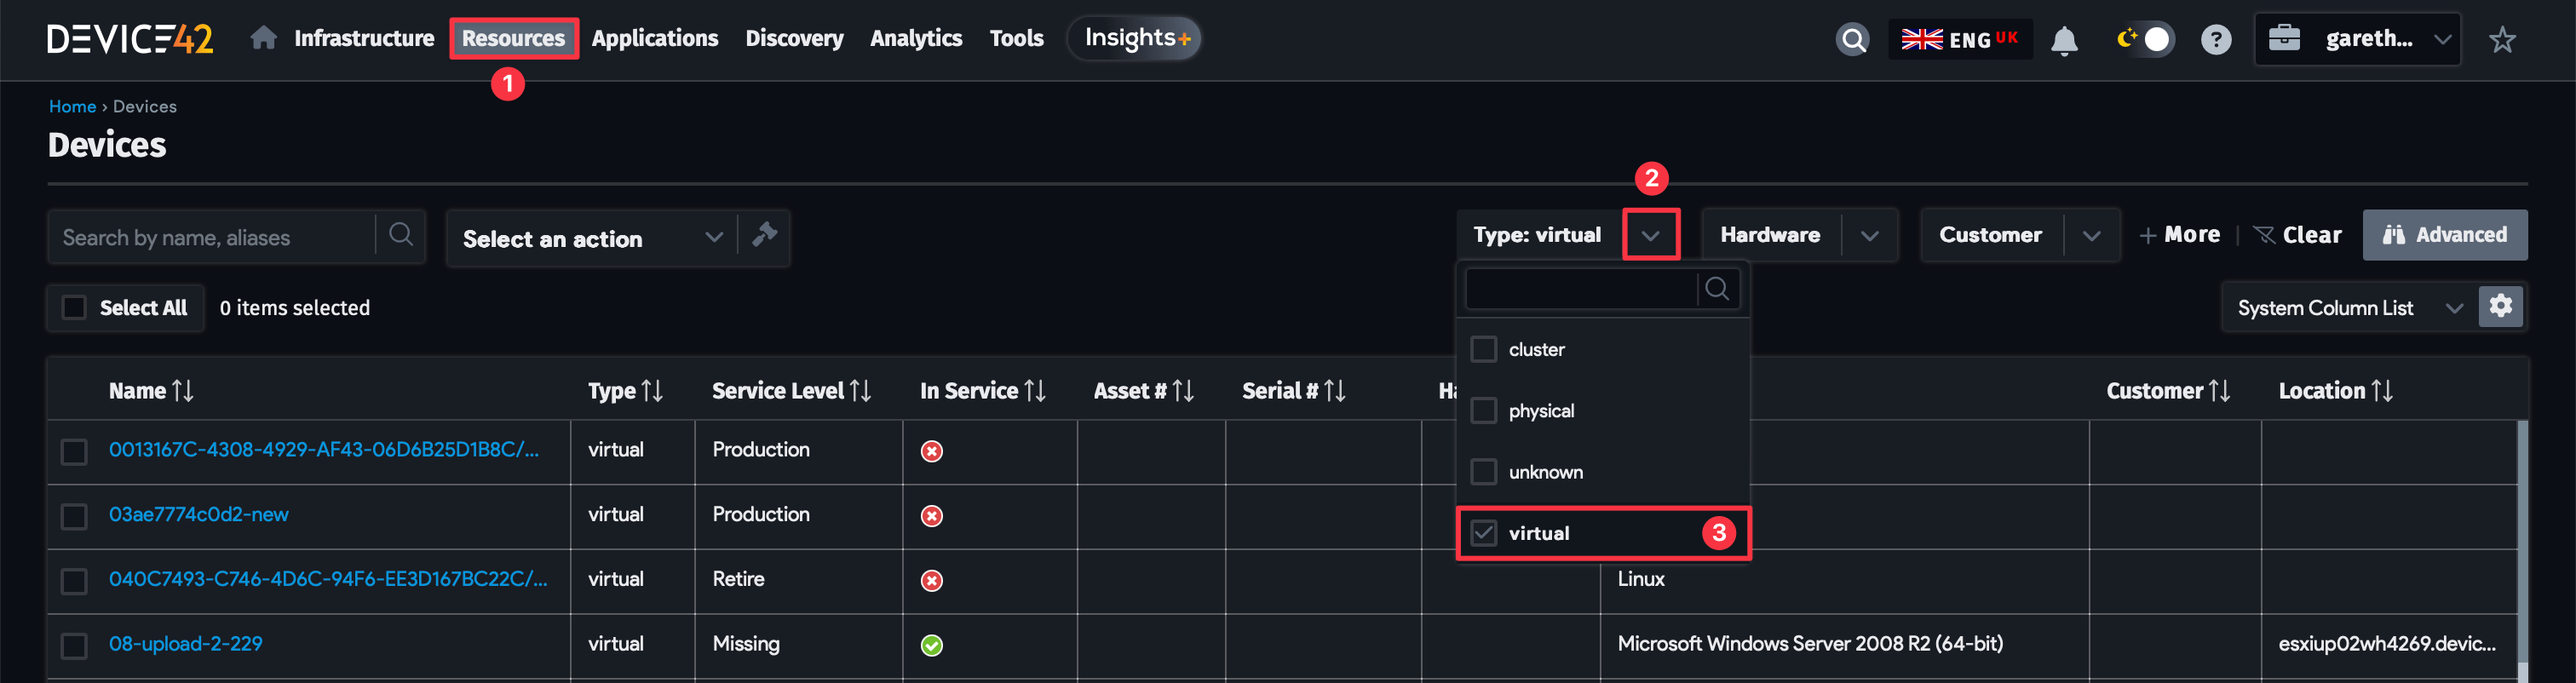 DEVICE42 Infrastructure Resources Applications Discovery Analytics Tools Insights+ ENG UK ? gareth...
1
Home › Devices
Devices
2
Search by name, aliases Select an action Type: virtual Hardware Customer + More Clear Advanced
Select All 0 items selected System Column List
cluster
physical
unknown
virtual 3
Name Type Service Level In Service Asset # Serial # Ha Customer Location
0013167C-4308-4929-AF43-06D6B25D1B8C/... virtual Production
03ae7774c0d2-new virtual Production
040C7493-C746-4D6C-94F6-EE3D167BC22C/... virtual Retire Linux
08-upload-2-229 virtual Missing Microsoft Windows Server 2008 R2 (64-bit) esxiup02wh4269.devic...